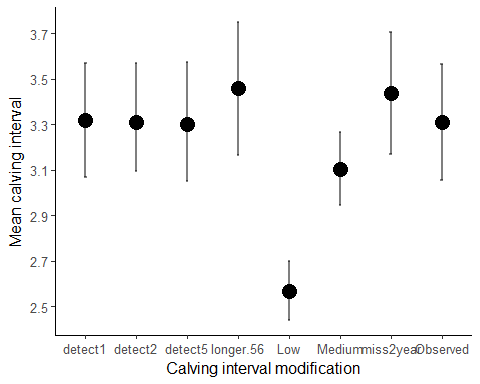 3.7
3.5
3.3
3.1
2.9
2.7
2.5
Mean calving interval
detect1 detect2 detect5 longer.56 Low Medium miss2year Observed
Calving interval modification